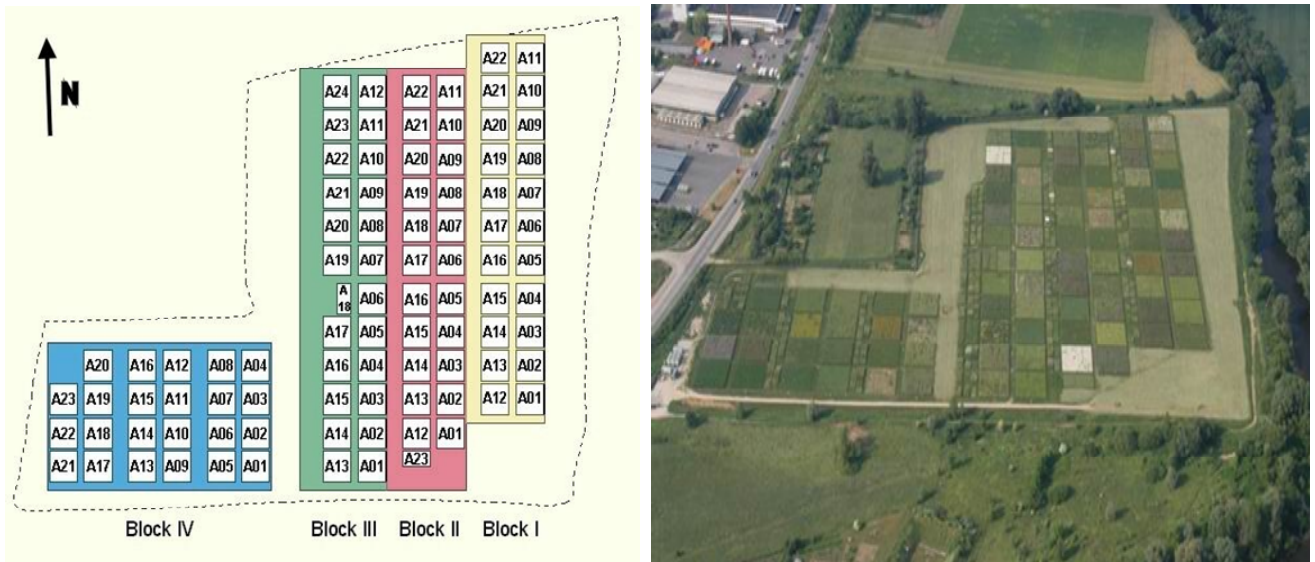 A22 A11
N A24 A12 A22 A11 A21 A10
A23 A11 A21 A10 A20 A09
A22 A10 A20 A09 A19 A08
A21 A09 A19 A08 A18 A07
A20 A08 A18 A07 A17 A06
A19 A07 A17 A06 A16 A05
A 18 A06 A16 A05 A15 A04
A17 A05 A15 A04 A14 A03
A20 A16 A12 A08 A04 A16 A04 A14 A03 A13 A02
A23 A19 A15 A11 A07 A03 A15 A03 A13 A02 A12 A01
A22 A18 A14 A10 A06 A02 A14 A02 A12 A01
A21 A17 A13 A09 A05 A01 A13 A01 A23
Block IV Block III Block II Block I